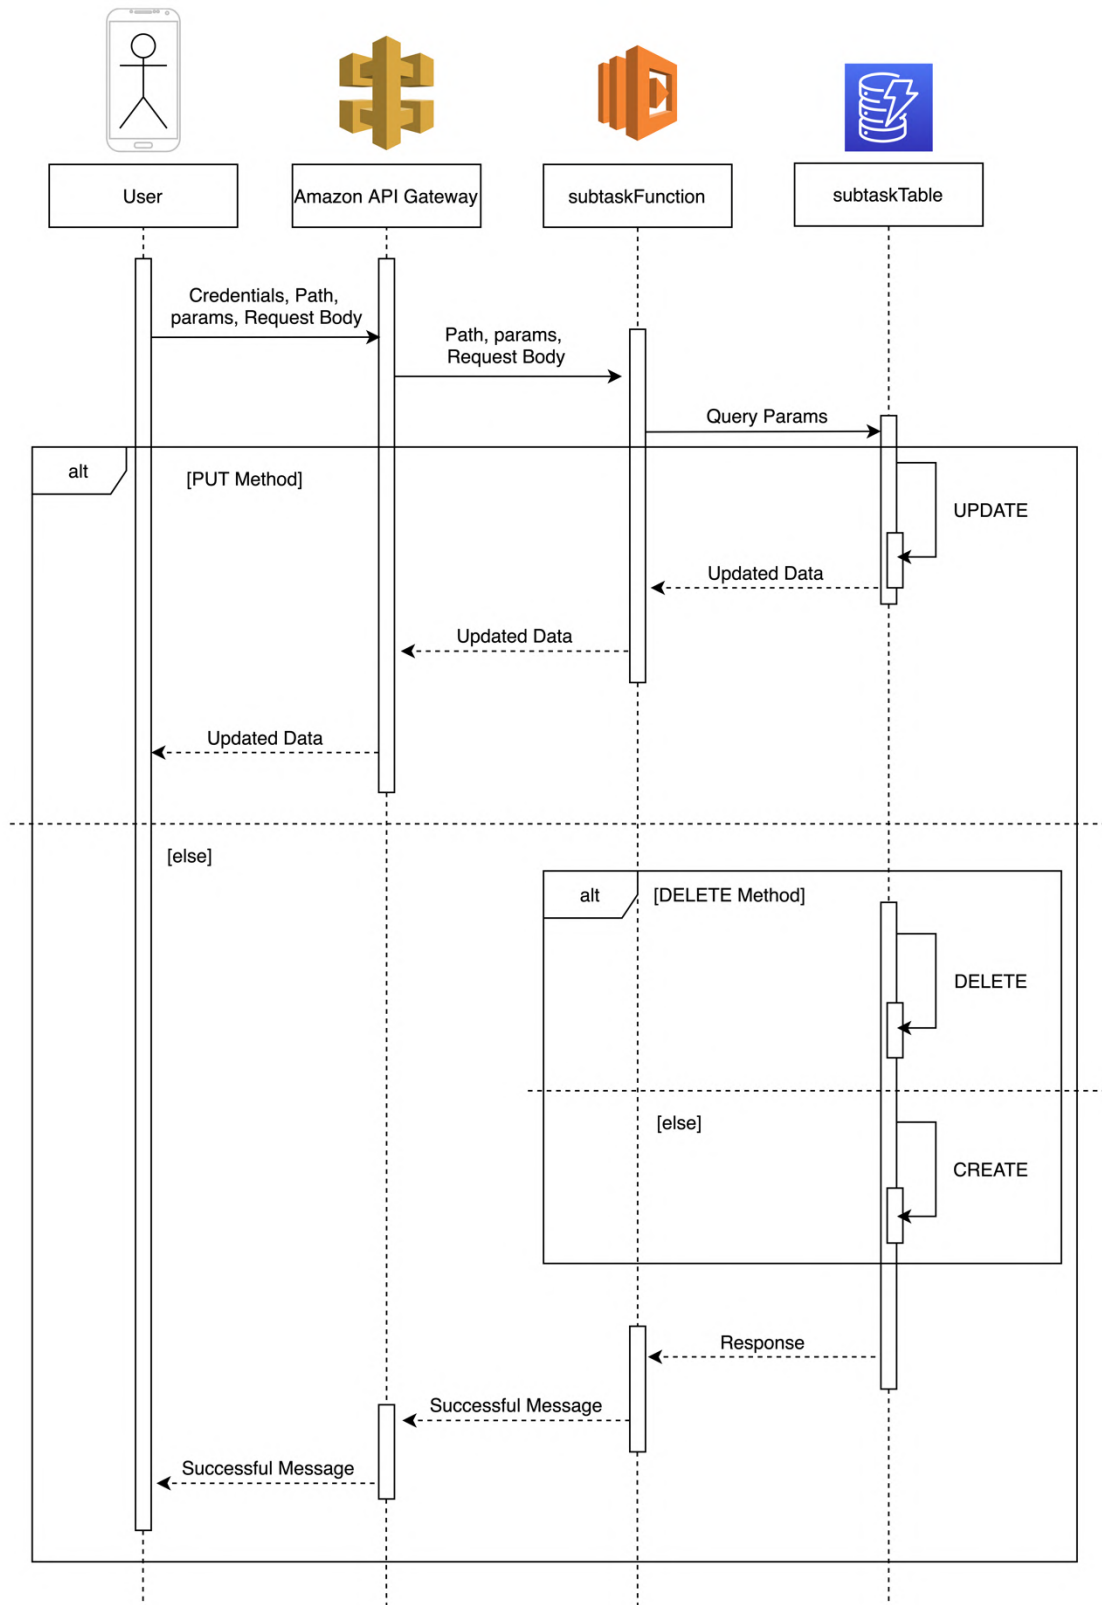 User
Amazon API Gateway
subtaskFunction
subtaskTable
Credentials, Path,
params, Request Body
Path, params,
Request Body
Query Params
alt
[PUT Method]
UPDATE
Updated Data
Updated Data
Updated Data
[else]
alt
[DELETE Method]
DELETE
[else]
CREATE
Response
Successful Message
Successful Message